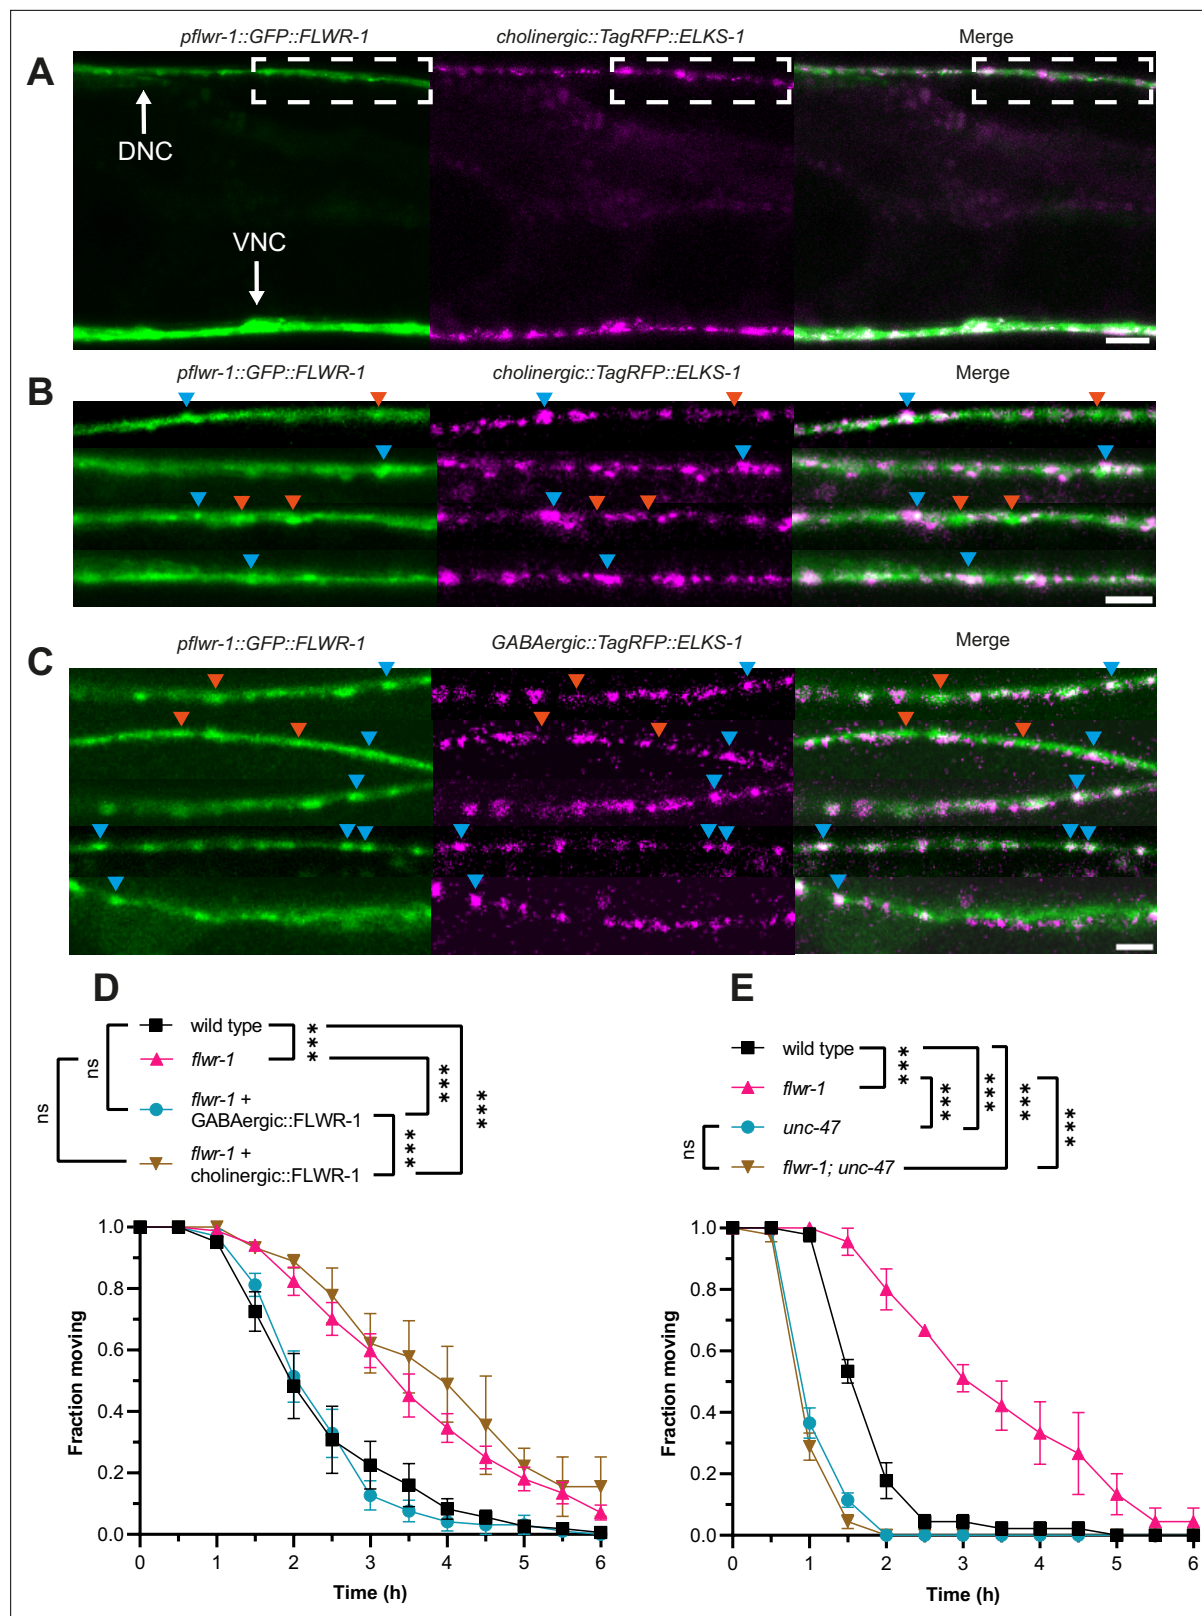 A
pflwr-1::GFP::FLWR-1
cholinergic::TagRFP::ELKS-1
Merge
DNC
VNC
B
pflwr-1::GFP::FLWR-1
cholinergic::TagRFP::ELKS-1
Merge
C
pflwr-1::GFP::FLWR-1
GABAergic::TagRFP::ELKS-1
Merge
D
wild type
flwr-1
flwr-1 +
GABAergic::FLWR-1
flwr-1 +
cholinergic::FLWR-1
ns
ns
***
***
***
***
Fraction moving
1.0
0.8
0.6
0.4
0.2
0.0
0 1 2 3 4 5 6
Time (h)
E
wild type
flwr-1
unc-47
flwr-1; unc-47
ns
***
***
***
***
***
Fraction moving
1.0
0.8
0.6
0.4
0.2
0.0
0 1 2 3 4 5 6
Time (h)